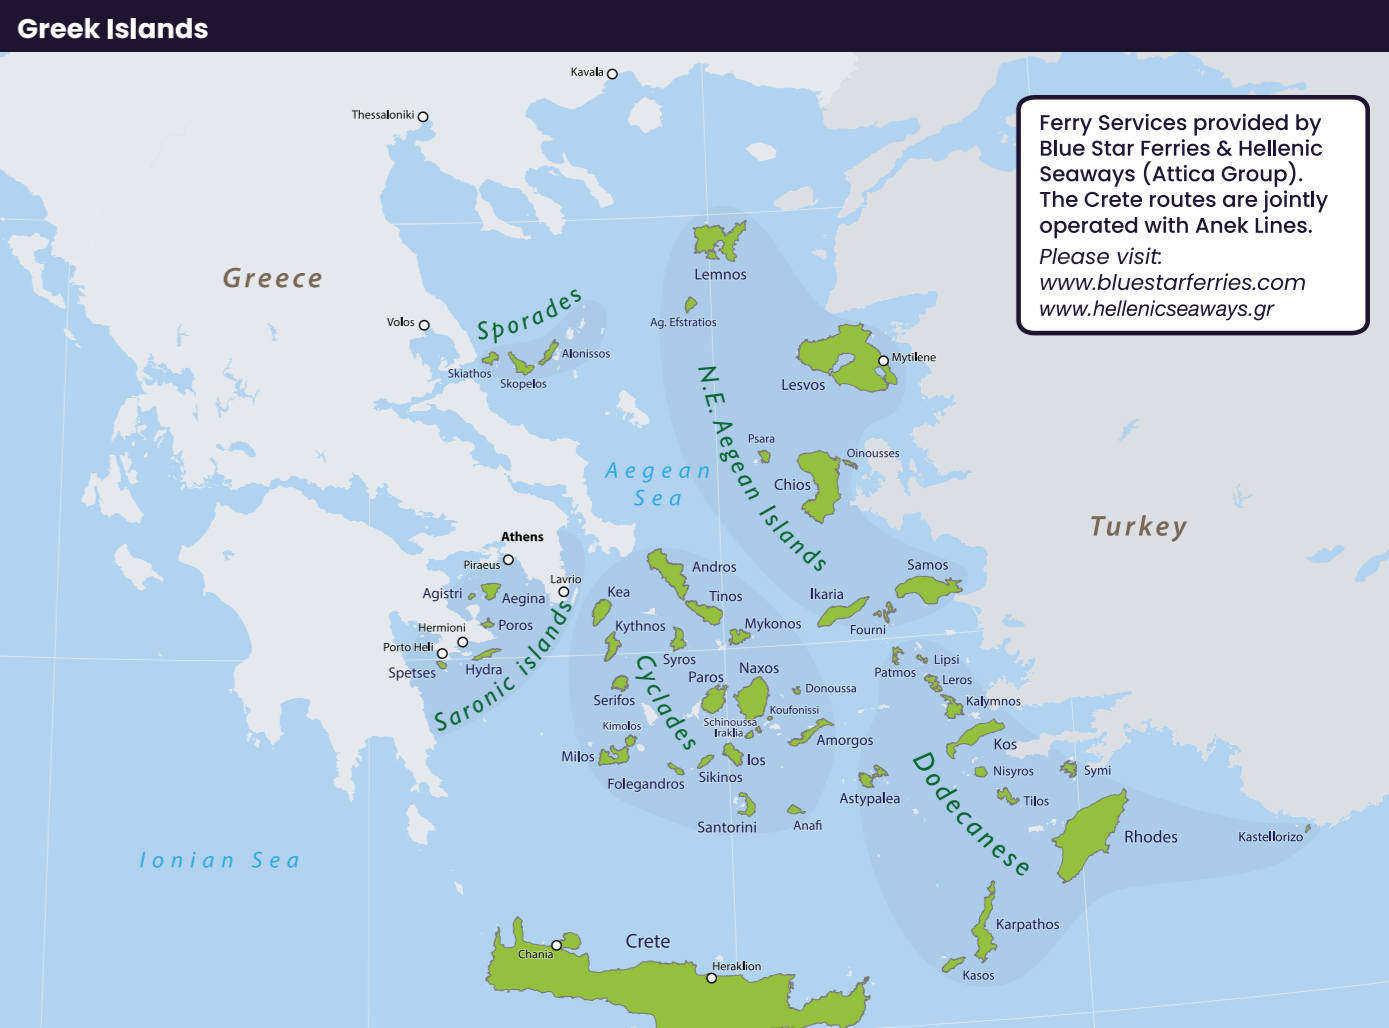 Greek Islands
Kavala
Thessaloniki
Ferry Services provided by
Blue Star Ferries & Hellenic
Seaways (Attica Group).
The Crete routes are jointly
operated with Anek Lines.
Please visit:
www.bluestarferries.com
www.hellenicseaways.gr
Greece
Lemnos
Sporades
Volos
Ag. Efstratios
Alonissos
Skiathos
Skopelos
Mytilene
Lesvos
N.E. Aegean Islands
Psara
Oinousses
Chios
Aegean
Sea
Turkey
Athens
Piraeus
Lavrio
Agistri
Aegina
Hermioni
Poros
Porto Heli
Spetses
Hydra
Saronic islands
Andros
Samos
Kea
Tinos
Ikaria
Kythnos
Mykonos
Fourni
Syros
Cyclades
Naxos
Paros
Patmos
Lipsi
Leros
Donoussa
Serifos
Koufonissi
Kalymnos
Kimolos
Schinoussa
Iraklia
Amorgos
Kos
Milos
Ios
Folegandros
Sikinos
Nisyros
Symi
Astypalea
Dodecanese
Tilos
Santorini
Anafi
Rhodes
Kastellorizo
Ionian Sea
Karpathos
Crete
Chania
Heraklion
Kasos